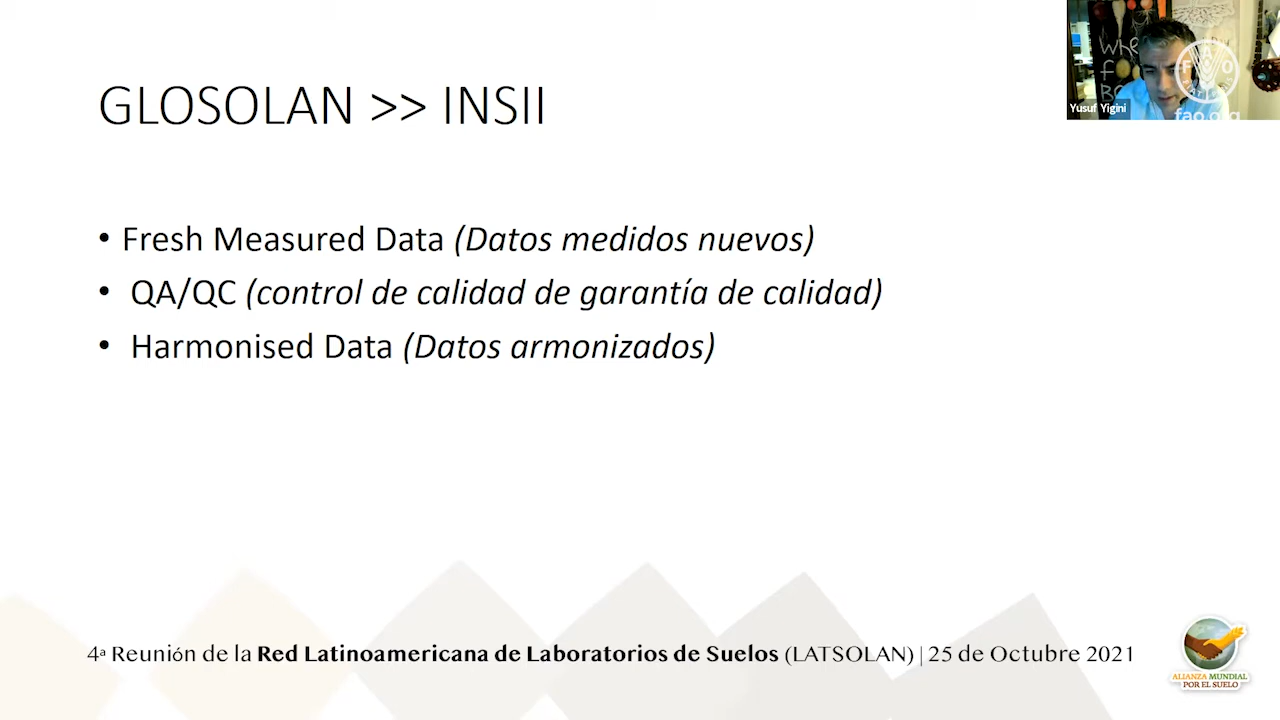 GLOSOLAN >> INSII
• Fresh Measured Data (Datos medidos nuevos)
• QA/QC (control de calidad de garantía de calidad)
• Harmonised Data (Datos armonizados)
4ª Reunión de la Red Latinoamericana de Laboratorios de Suelos (LATSOLAN) | 25 de Octubre 2021
ALIANZA MUNDIAL
POR EL SUELO
Yusuf Yigini
FAO
fao.org